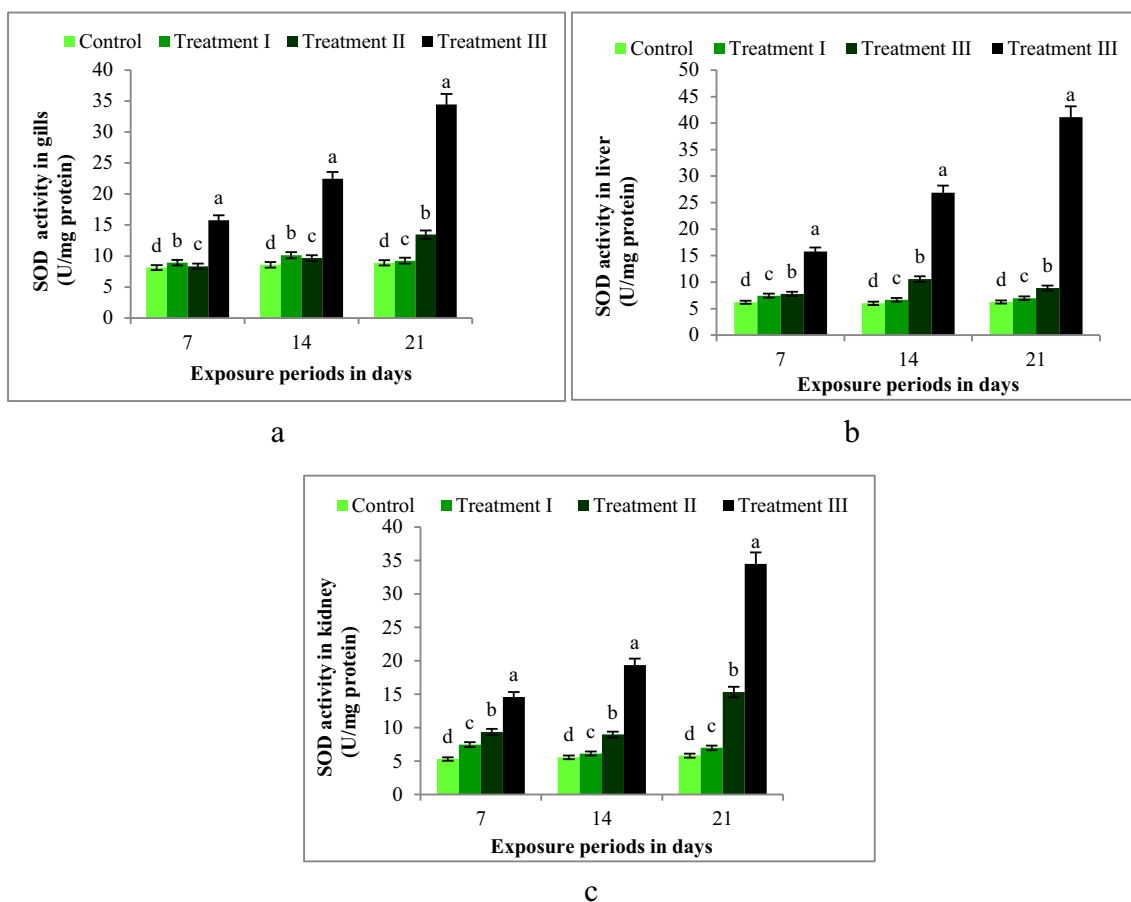 Control Treatment I Treatment II Treatment III
40
35
30
25
20
15
10
5
0
SOD activity in gills
(U/mg protein)
d b c a
d b c a
d c b a
7 14 21
Exposure periods in days
a
Control Treatment I Treatment III Treatment III
50
45
40
35
30
25
20
15
10
5
0
SOD activity in liver
(U/mg protein)
d c b a
d c b a
d c b a
7 14 21
Exposure periods in days
b
Control Treatment I Treatment II Treatment III
40
35
30
25
20
15
10
5
0
SOD activity in kidney
(U/mg protein)
d c b a
d c b a
d c b a
7 14 21
Exposure periods in days
c